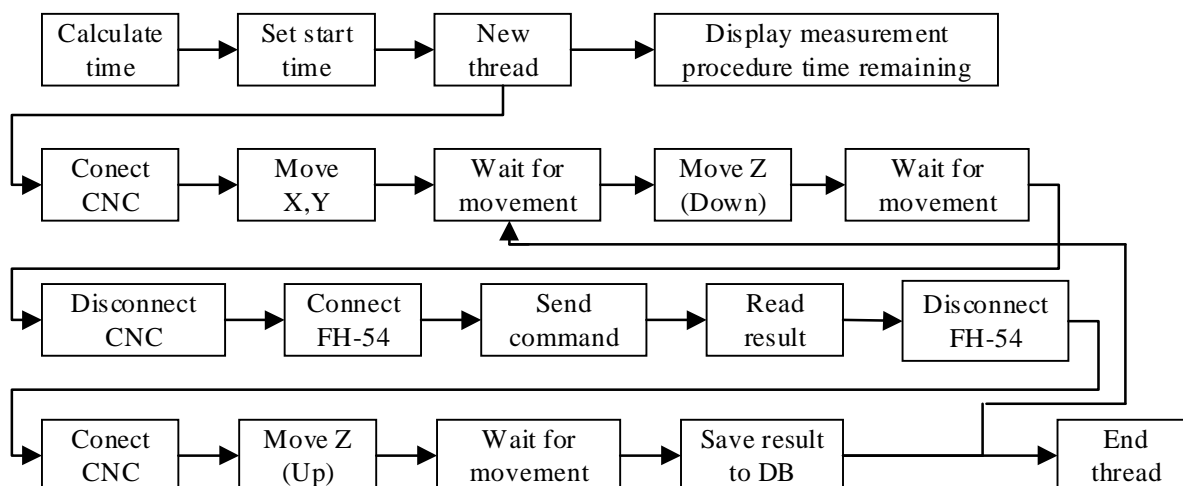 Calculate
time
Set start
time
New
thread
Display measurement
procedure time remaining
Conect
CNC
Move
X,Y
Wait for
movement
Move Z
(Down)
Wait for
movement
Disconnect
CNC
Connect
FH-54
Send
command
Read
result
Disconnect
FH-54
Conect
CNC
Move Z
(Up)
Wait for
movement
Save result
to DB
End
thread